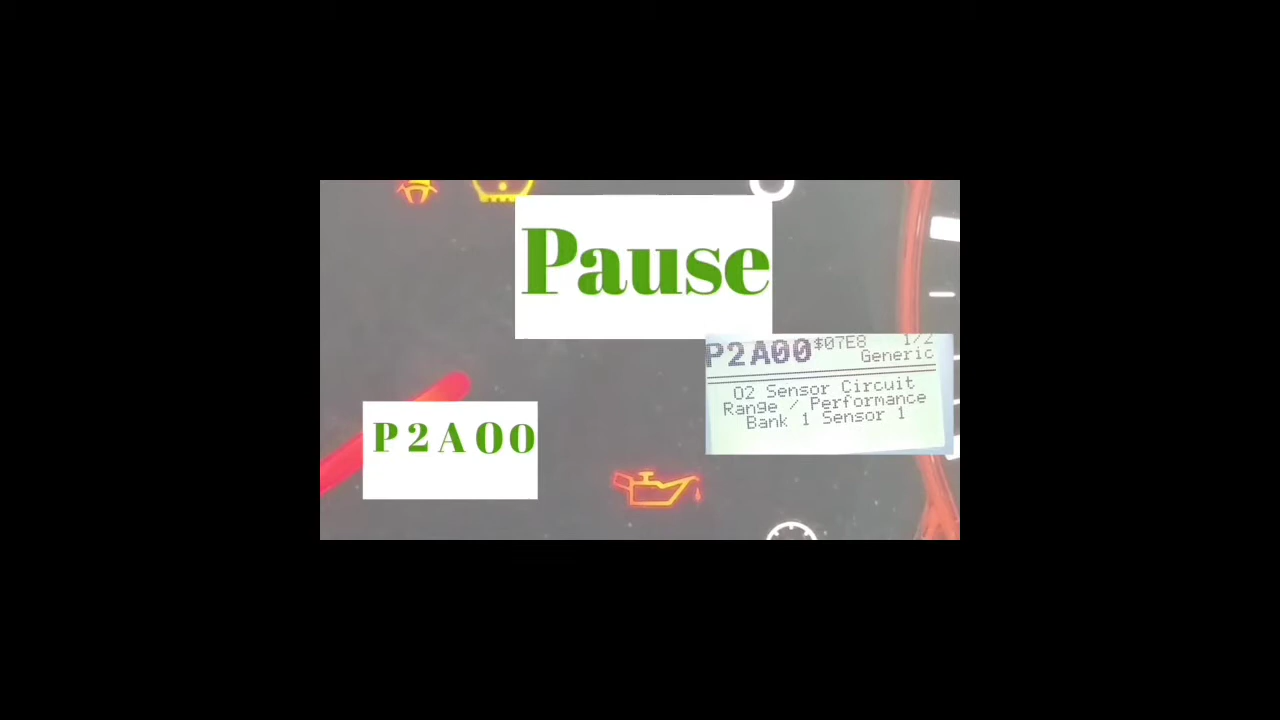 Pause
P2A00 $07E8 1/2
Generic
O2 Sensor Circuit
Range / Performance
Bank 1 Sensor 1
P2A00